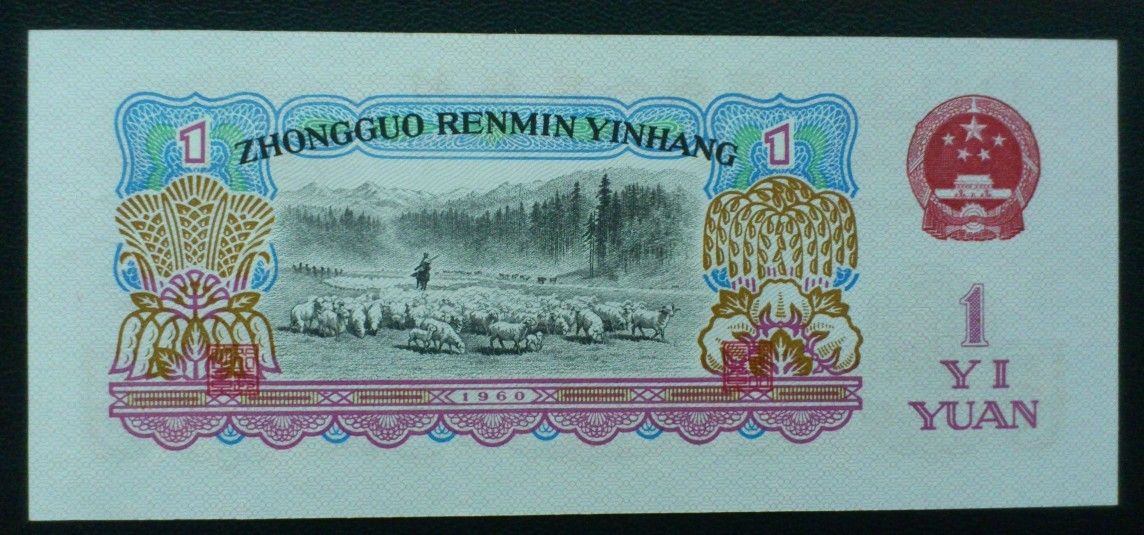 1
ZHONGGUO RENMIN YINHANG
1
1960
1
YI
YUAN